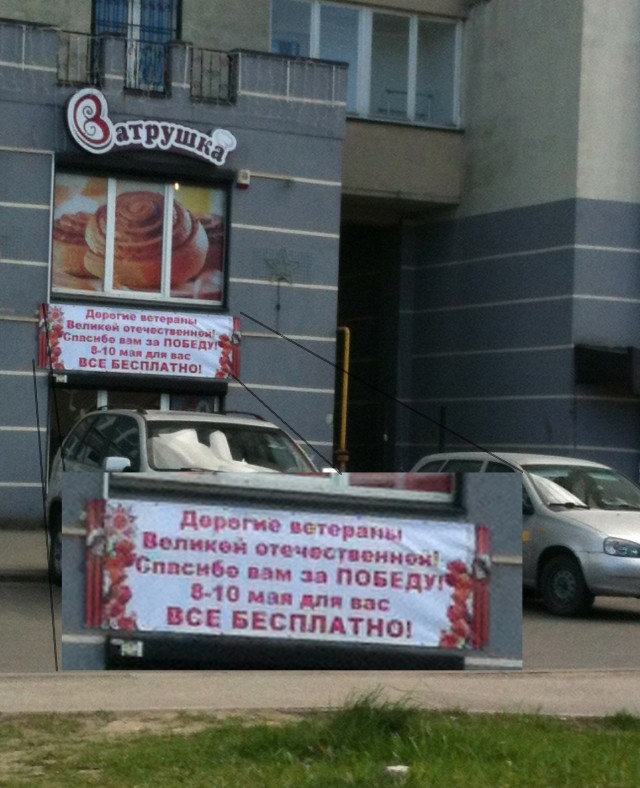 Ватрушка
Дорогие ветераны
Великой отечественной!
Спасибо вам за ПОБЕДУ!
8-10 мая для вас
ВСЕ БЕСПЛАТНО!
Дорогие ветераны
Великой отечественной!
Спасибо вам за ПОБЕДУ!
8-10 мая для вас
ВСЕ БЕСПЛАТНО!